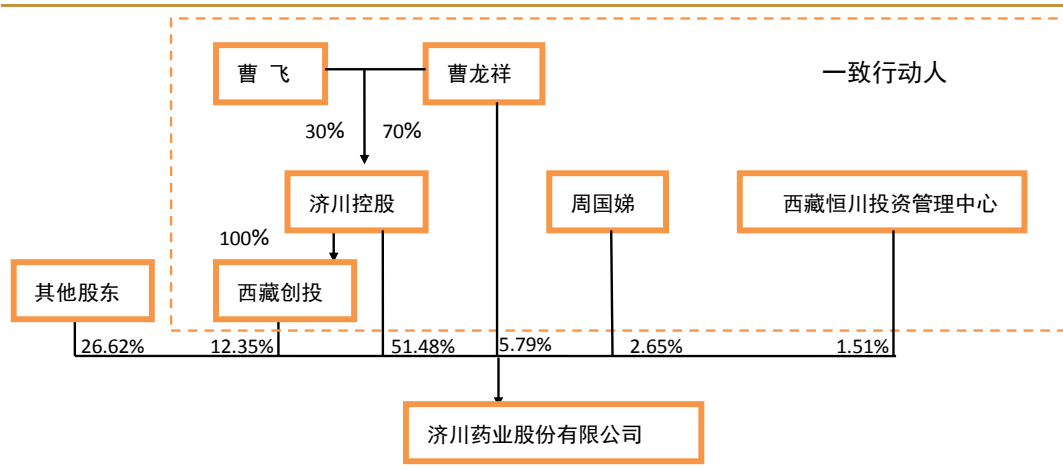 曹 飞
曹龙祥
一致行动人
30%
70%
济川控股
周国娣
西藏恒川投资管理中心
100%
其他股东
西藏创投
26.62%
12.35%
51.48%
5.79%
2.65%
1.51%
济川药业股份有限公司